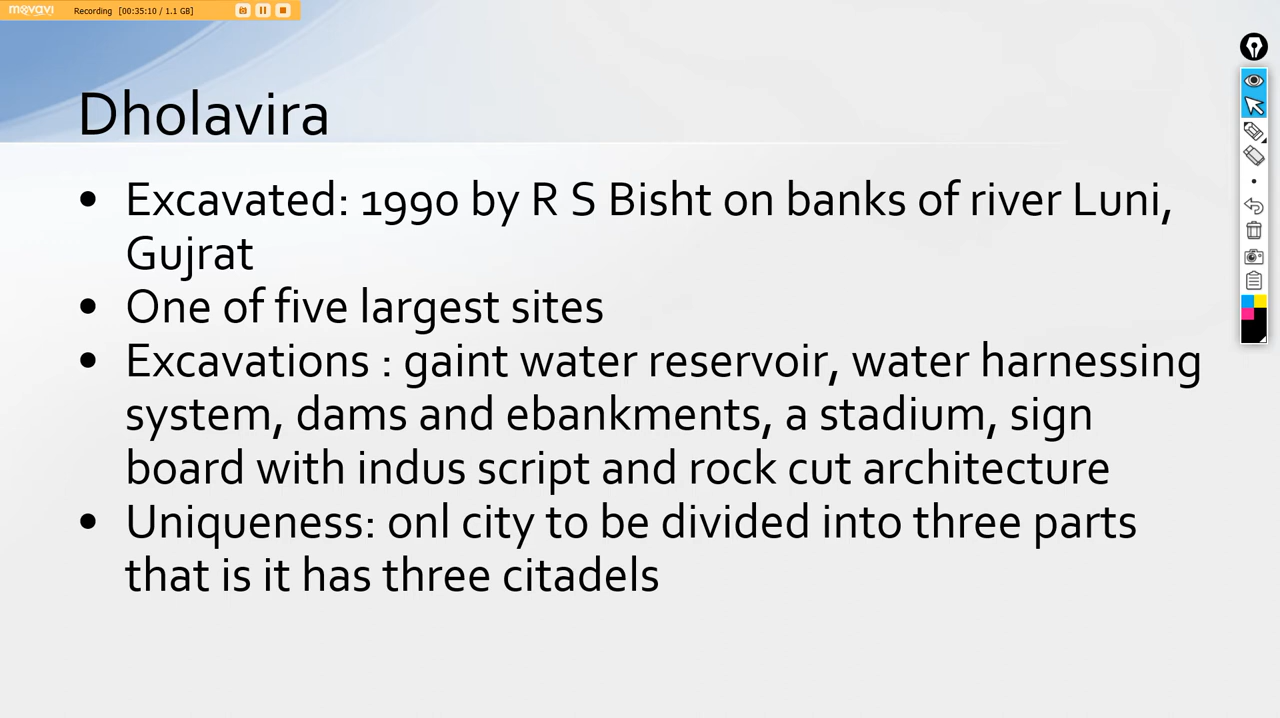 movavi Recording [00:35:10 / 1.1 GB]
Dholavira
• Excavated: 1990 by R S Bisht on banks of river Luni,
Gujrat
• One of five largest sites
• Excavations : gaint water reservoir, water harnessing
system, dams and ebankments, a stadium, sign
board with indus script and rock cut architecture
• Uniqueness: onl city to be divided into three parts
that is it has three citadels